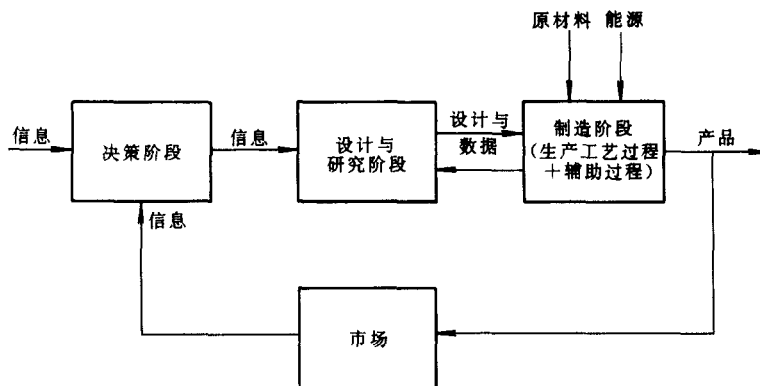 原材料 能源
信息
决策阶段
信息
设计与
研究阶段
设计与
数据
制造阶段
（生产工艺过程
＋辅助过程）
产品
信息
市场